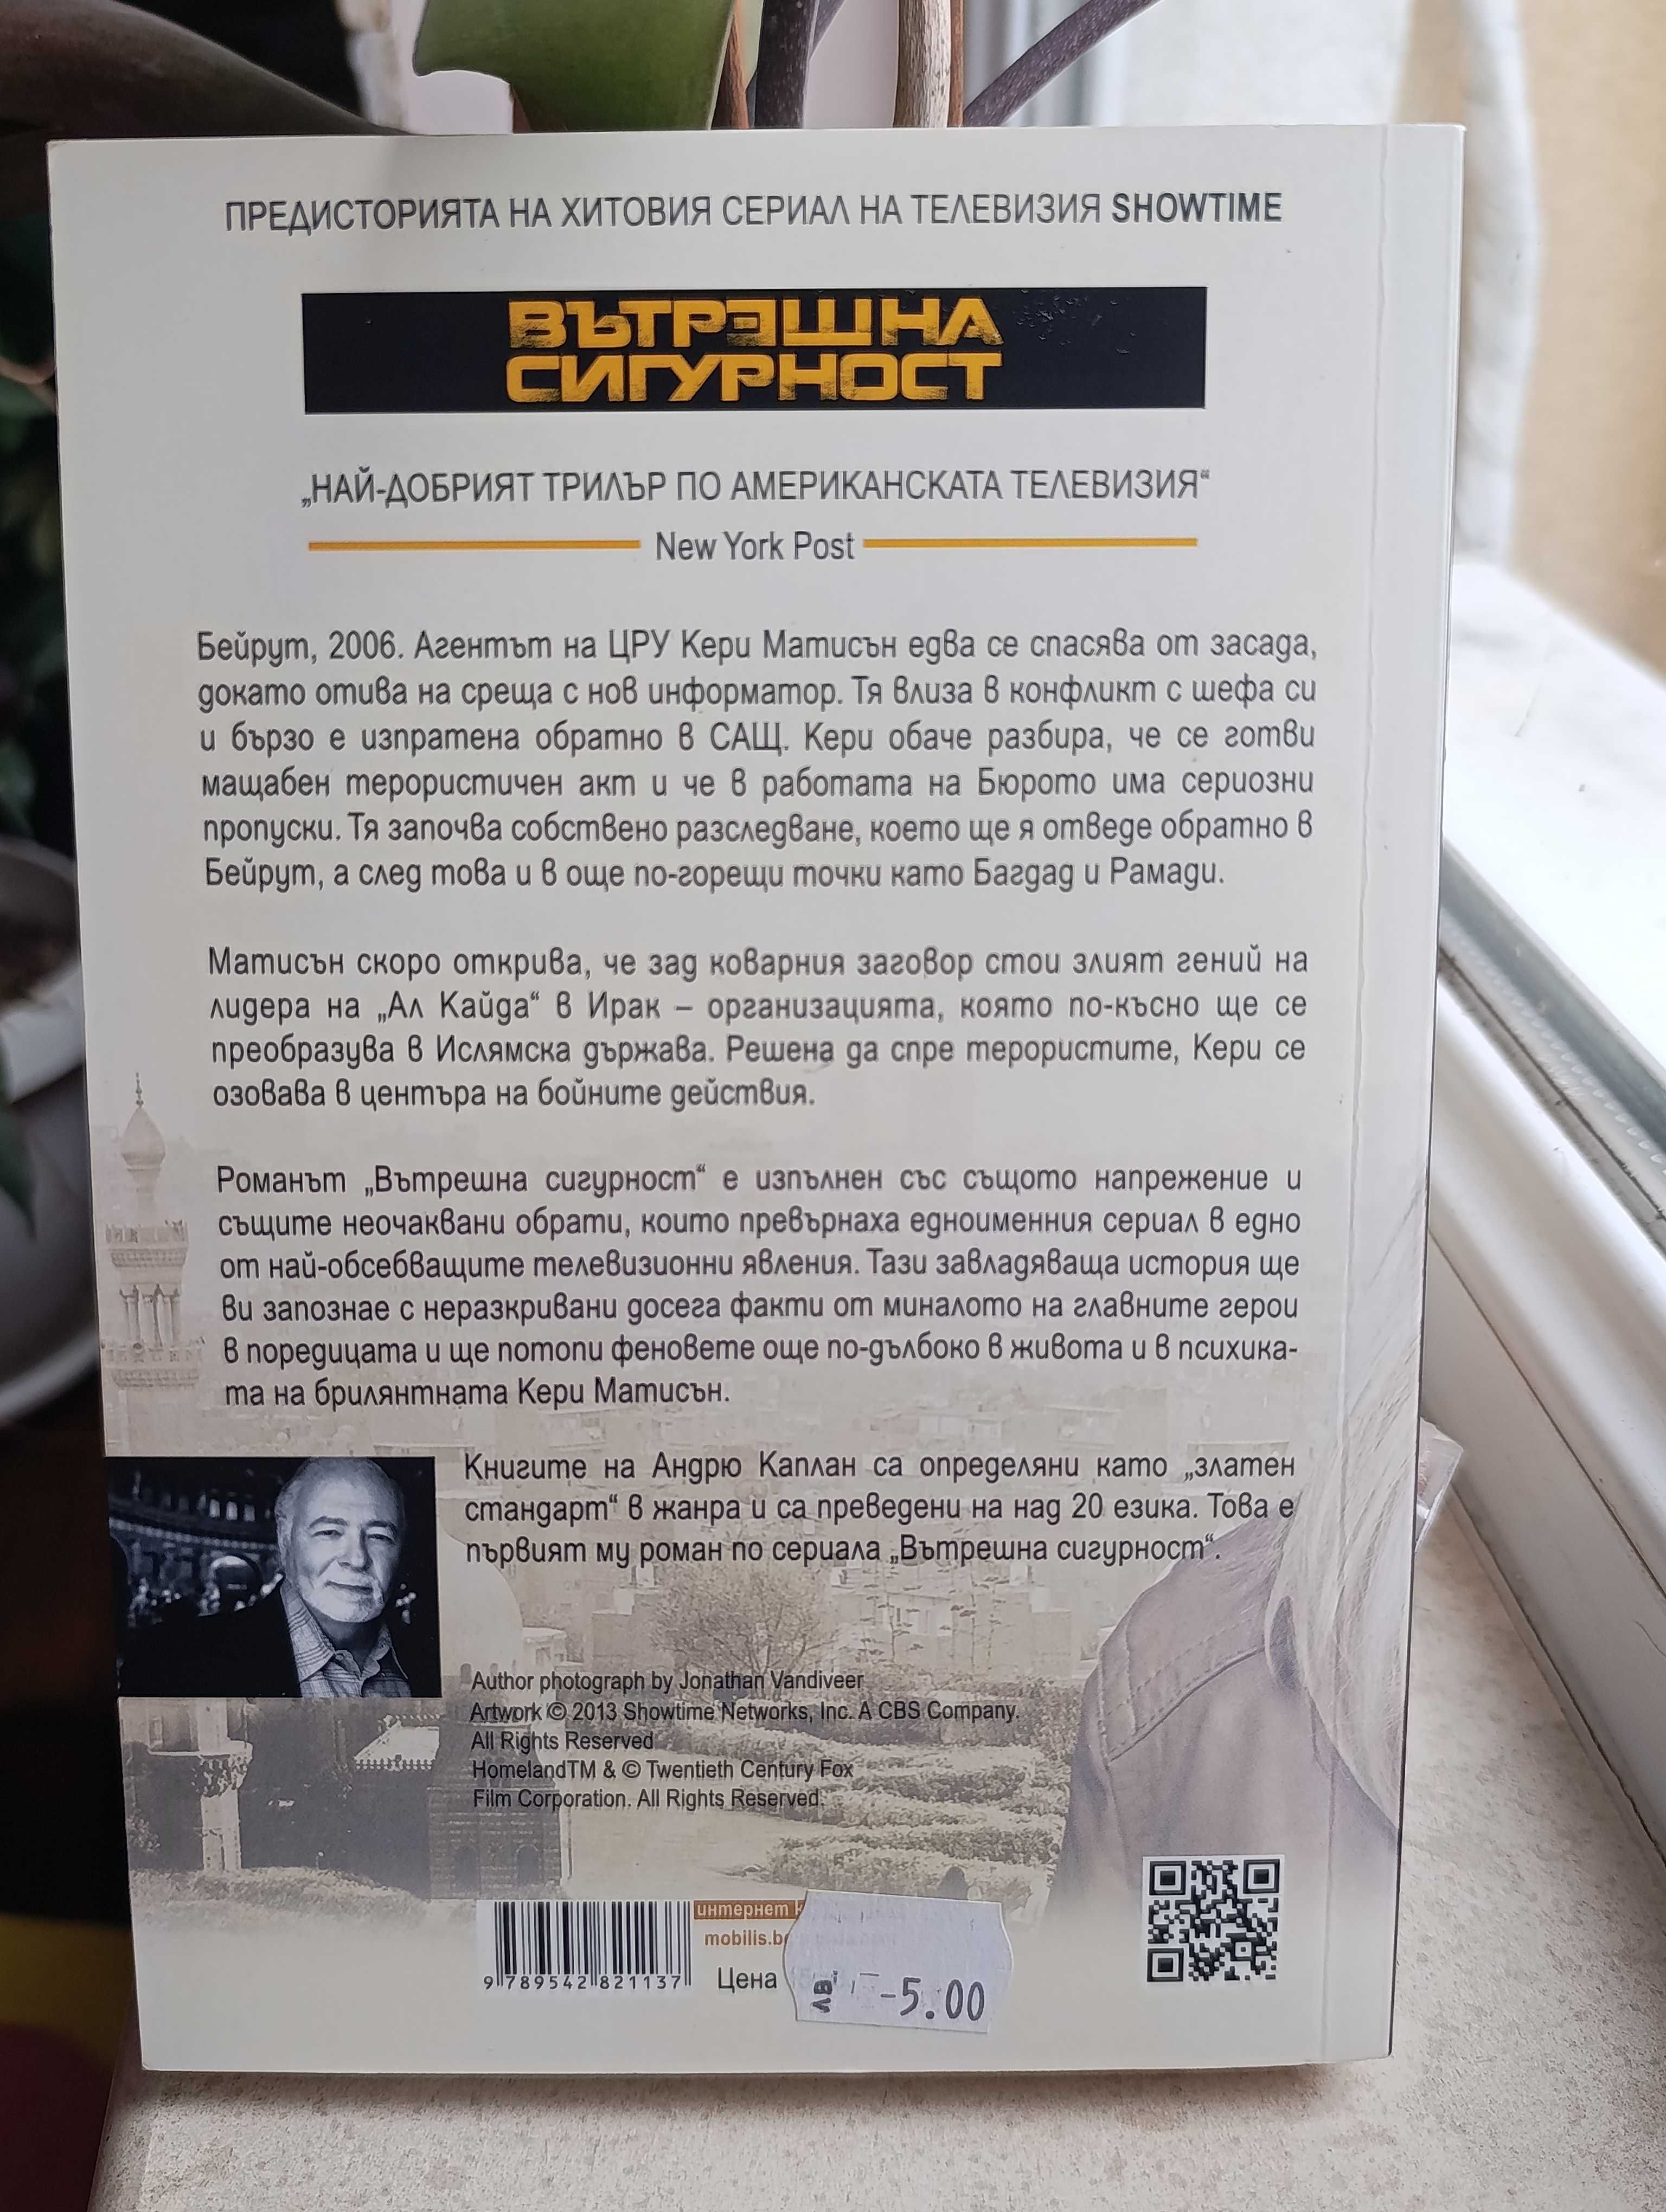 ПРЕДИСТОРИЯТА НА ХИТОВИЯ СЕРИАЛ НА ТЕЛЕВИЗИЯ SHOWTIME
ВЪТРЕШНА
СИГУРНОСТ
„НАЙ-ДОБРИЯТ ТРИЛЪР ПО АМЕРИКАНСКАТА ТЕЛЕВИЗИЯ“
New York Post
Бейрут, 2006. Агентът на ЦРУ Кери Матисън едва се спасява от засада,
докато отива на среща с нов информатор. Тя влиза в конфликт с шефа си
и бързо е изпратена обратно в САЩ. Кери обаче разбира, че се готви
мащабен терористичен акт и че в работата на Бюрото има сериозни
пропуски. Тя започва собствено разследване, което ще я отведе обратно в
Бейрут, а след това и в още по-горещи точки като Багдад и Рамади.
Матисън скоро открива, че зад коварния заговор стои злият гений на
лидера на „Ал Кайда“ в Ирак – организацията, която по-късно ще се
преобразува в Ислямска държава. Решена да спре терористите, Кери се
озовава в центъра на бойните действия.
Романът „Вътрешна сигурност“ е изпълнен със същото напрежение и
същите неочаквани обрати, които превърнаха едноименния сериал в едно
от най-обсебващите телевизионни явления. Тази завладяваща история ще
ви запознае с неразкривани досега факти от миналото на главните герои
в поредицата и ще потопи феновете още по-дълбоко в живота и в психика-
та на брилянтната Кери Матисън.
Книгите на Андрю Каплан са определяни като „златен
стандарт“ в жанра и са преведени на над 20 езика. Това е
първият му роман по сериала „Вътрешна сигурност“.
Author photograph by Jonathan Vandiveer
Artwork © 2013 Showtime Networks, Inc. A CBS Company.
All Rights Reserved
HomelandTM & © Twentieth Century Fox
Film Corporation. All Rights Reserved.
интернет
mobilis.b
9 789542 821137
Цена
лв. -5.00